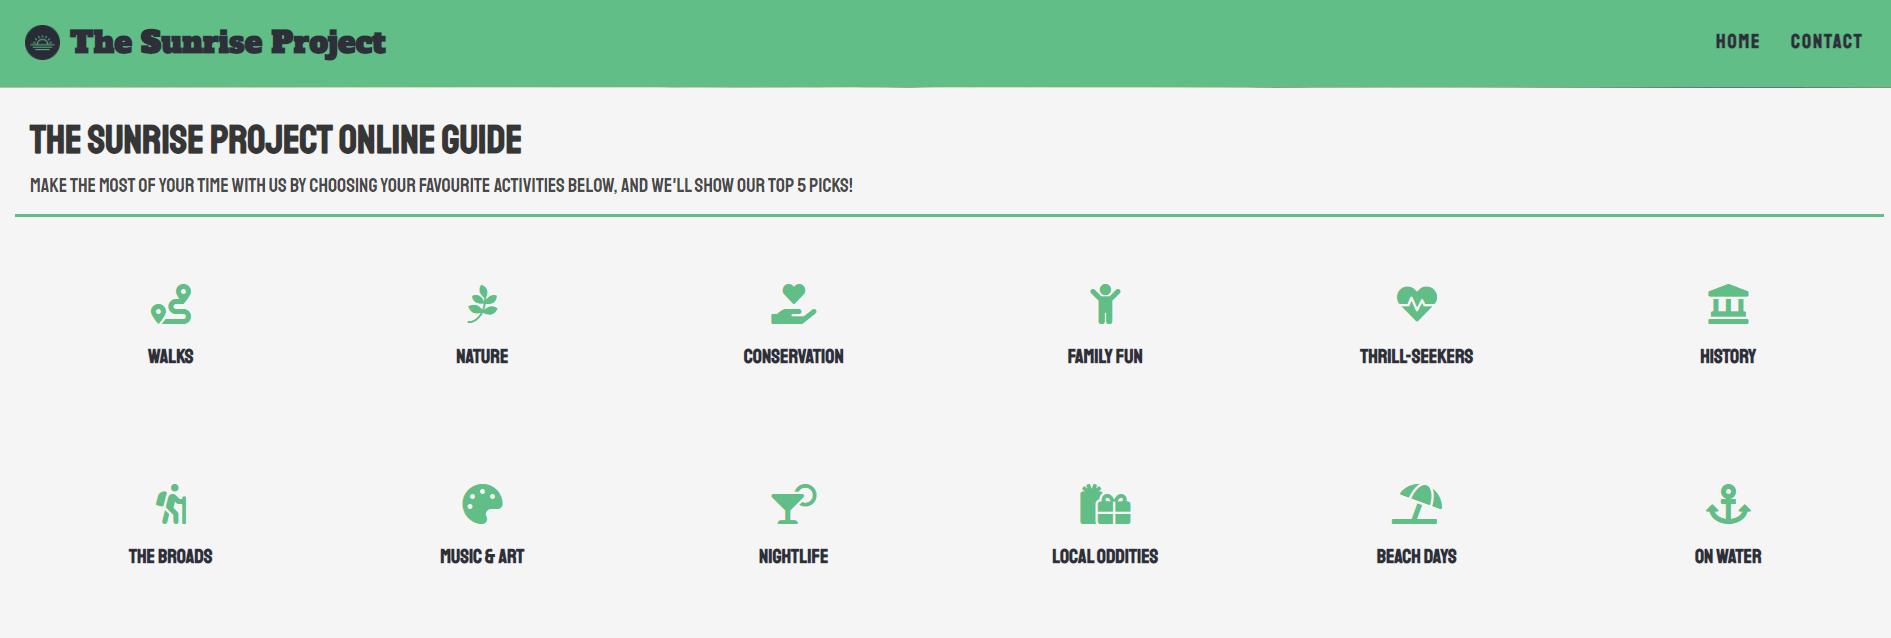 The Sunrise Project
HOME CONTACT
THE SUNRISE PROJECT ONLINE GUIDE
MAKE THE MOST OF YOUR TIME WITH US BY CHOOSING YOUR FAVOURITE ACTIVITIES BELOW, AND WE'LL SHOW OUR TOP 5 PICKS!
WALKS NATURE CONSERVATION FAMILY FUN THRILL-SEEKERS HISTORY
THE BROADS MUSIC & ART NIGHTLIFE LOCAL ODDITIES BEACH DAYS ON WATER